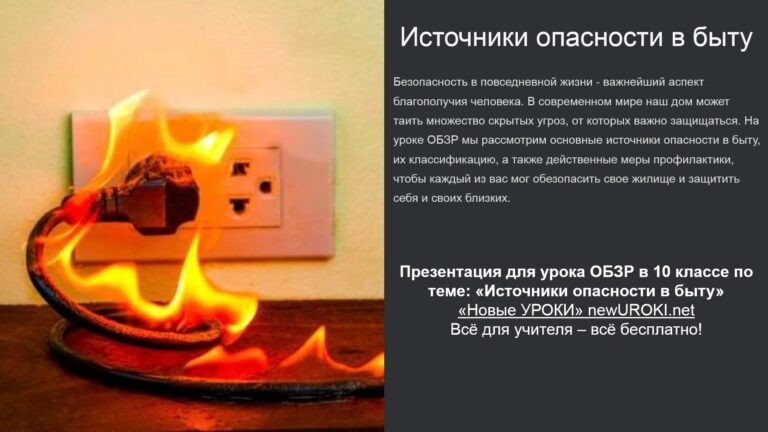 Источники опасности в быту
Безопасность в повседневной жизни - важнейший аспект
благополучия человека. В современном мире наш дом может
таить множество скрытых угроз, от которых важно защищаться. На
уроке ОБЗР мы рассмотрим основные источники опасности в быту,
их классификацию, а также действенные меры профилактики,
чтобы каждый из вас мог обезопасить свое жилище и защитить
себя и своих близких.
Презентация для урока ОБЗР в 10 классе по
теме: «Источники опасности в быту»
«Новые УРОКИ» newUROKI.net
Всё для учителя – всё бесплатно!